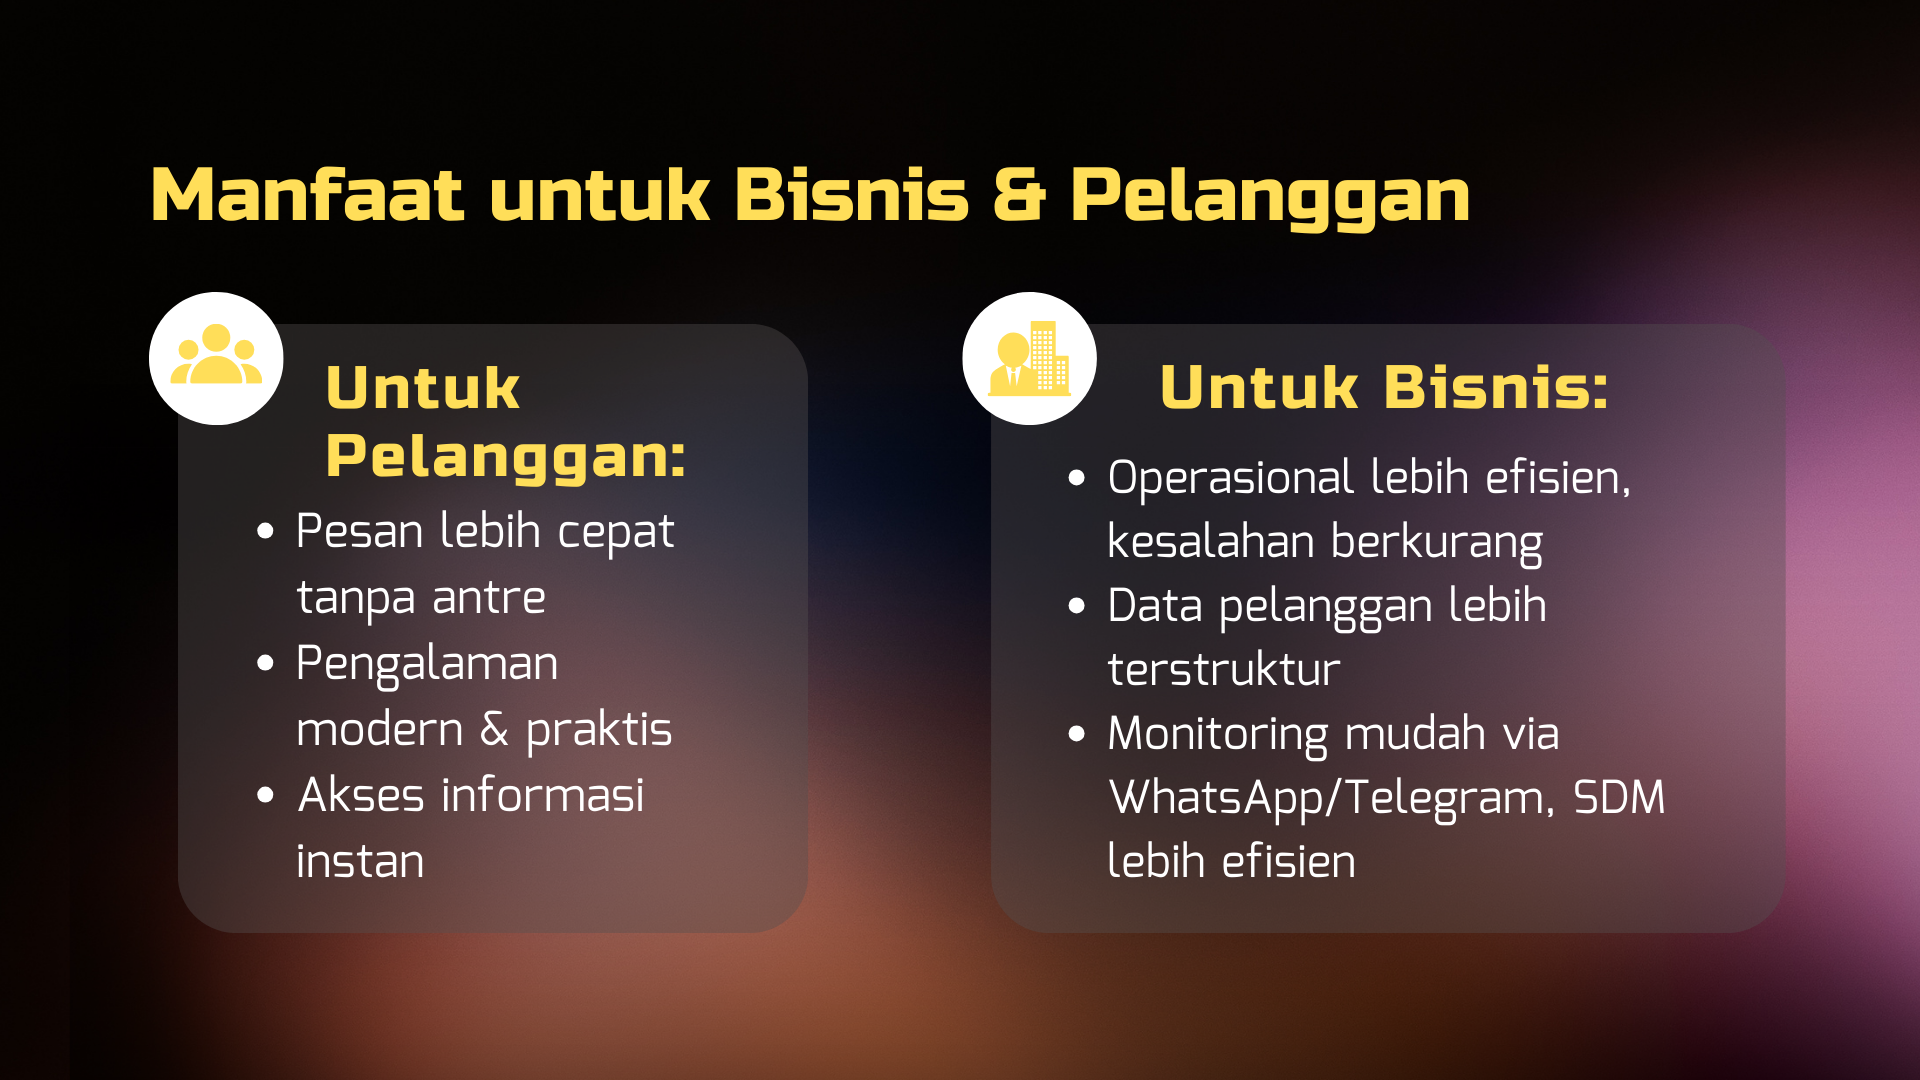 Manfaat untuk Bisnis & Pelanggan
Untuk
Pelanggan:
• Pesan lebih cepat
tanpa antre
• Pengalaman
modern & praktis
• Akses informasi
instan
Untuk Bisnis:
• Operasional lebih efisien,
kesalahan berkurang
• Data pelanggan lebih
terstruktur
• Monitoring mudah via
WhatsApp/Telegram, SDM
lebih efisien